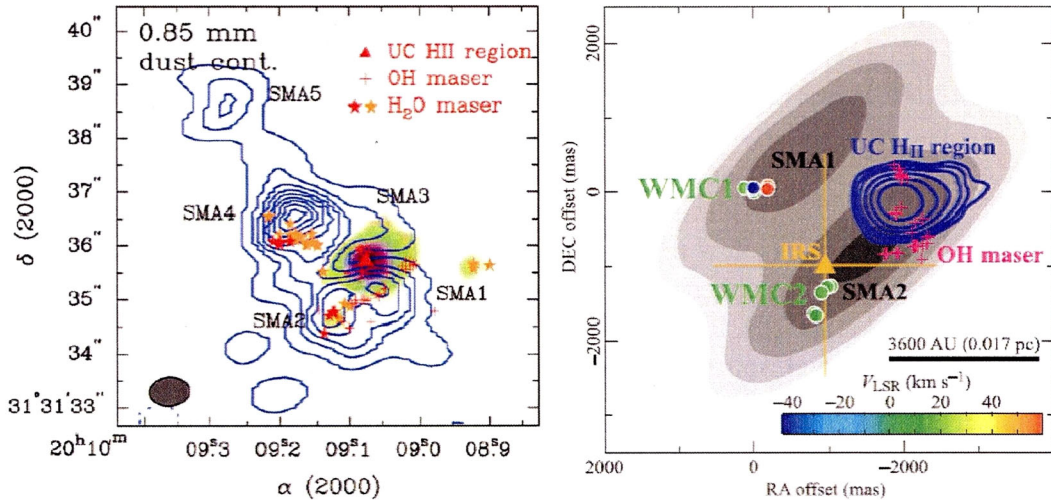 0.85 mm
dust cont.
▲ UC HII region
+ OH maser
★★ H₂O maser
SMA5
SMA3
SMA4
SMA1
SMA2
40″
39″
38″
37″
36″
35″
34″
31°31′33″
δ (2000)
20ʰ10ᵐ 09ˢ.3 09ˢ.2 09ˢ.1 09ˢ.0 08ˢ.9
α (2000)
2000
0
−2000
DEC offset (mas)
SMA1
UC HII region
WMC1
IRS
OH maser
WMC2
SMA2
3600 AU (0.017 pc)
V_LSR (km s⁻¹)
−40 −20 0 20 40
2000 0 −2000
RA offset (mas)